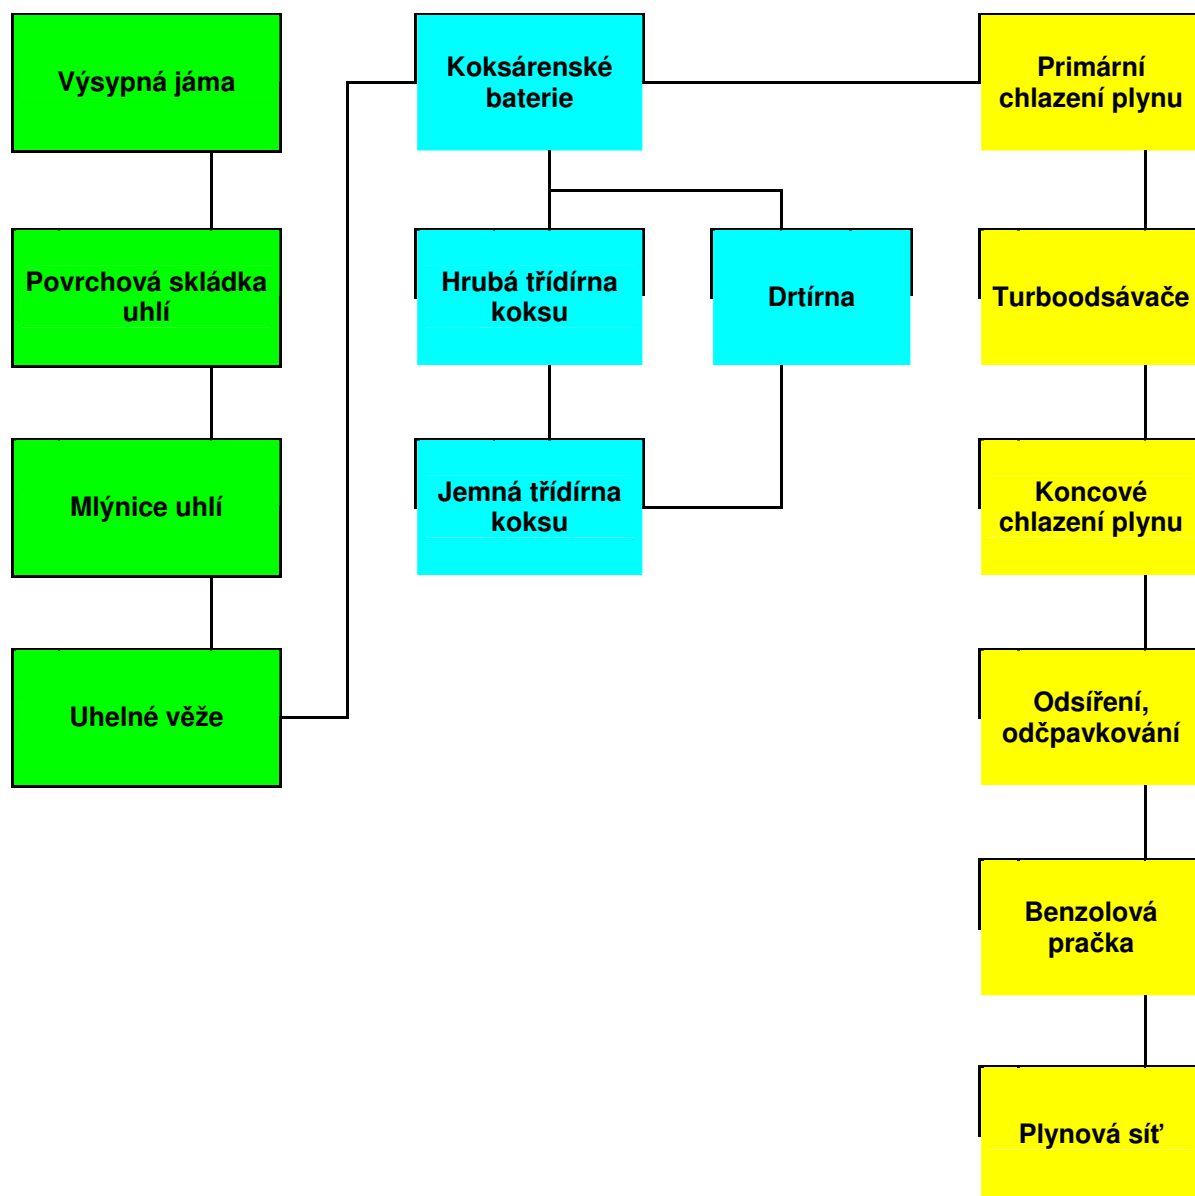 Výsypná jáma
Povrchová skládka
uhlí
Mlýnice uhlí
Uhelné věže
Koksárenské
baterie
Hrubá třídírna
koksu
Drtírna
Jemná třídírna
koksu
Primární
chlazení plynu
Turboodsávače
Koncové
chlazení plynu
Odsíření,
odčpavkování
Benzolová
pračka
Plynová síť